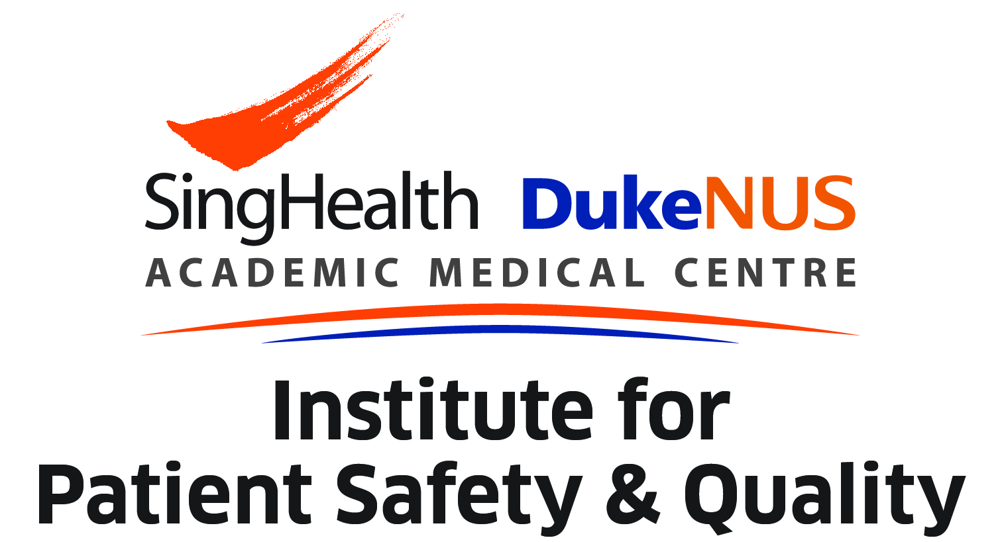 SingHealth DukeNUS
ACADEMIC MEDICAL CENTRE
Institute for
Patient Safety & Quality